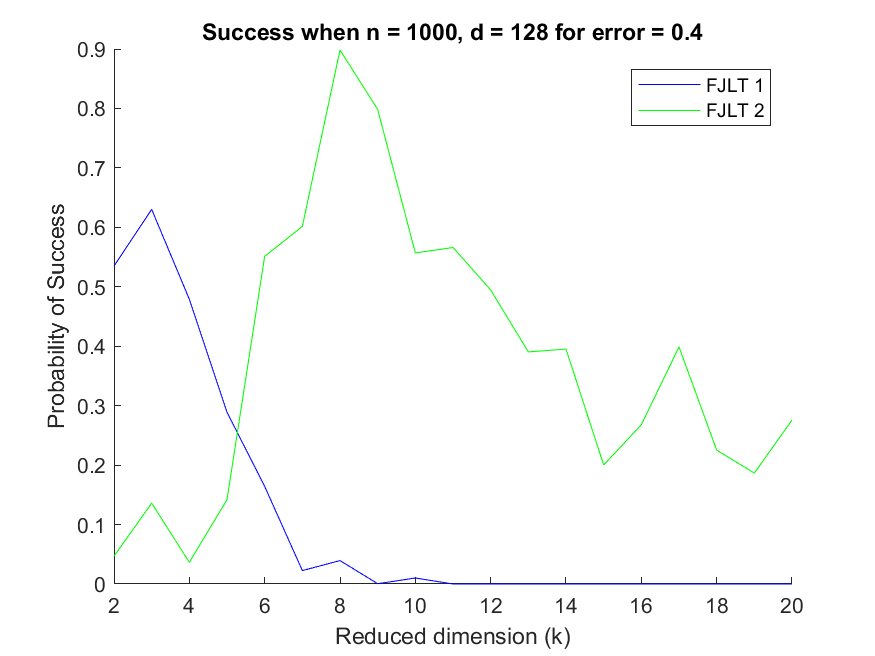 Success when n = 1000, d = 128 for error = 0.4
FJLT 1
FJLT 2
Probability of Success
0.9
0.8
0.7
0.6
0.5
0.4
0.3
0.2
0.1
0
2 4 6 8 10 12 14 16 18 20
Reduced dimension (k)